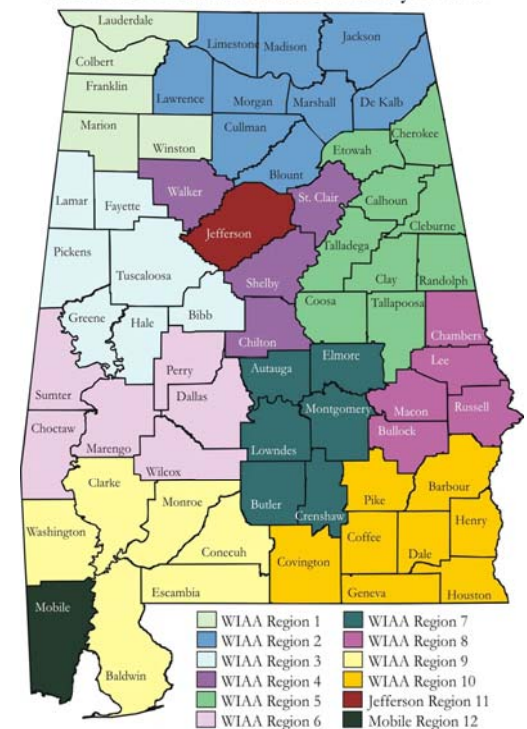 Lauderdale
Limestone Madison Jackson
Colbert
Franklin
Lawrence Morgan Marshall De Kalb
Marion Cullman Cherokee
Winston Etowah
Blount
Lamar Fayette Walker St. Clair Calhoun
Cleburne
Jefferson
Pickens Talladega
Tuscaloosa Clay Randolph
Shelby
Greene Hale Bibb Coosa Tallapoosa
Chilton Chambers
Perry Autauga Elmore Lee
Sumter Dallas
Montgomery Macon Russell
Choctaw Bullock
Marengo Lowndes
Wilcox
Clarke Monroe Butler Pike Barbour
Crenshaw Henry
Washington Coffee
Conecuh Dale
Covington
Escambia Geneva Houston
Mobile
Baldwin
WIAA Region 1
WIAA Region 2
WIAA Region 3
WIAA Region 4
WIAA Region 5
WIAA Region 6
WIAA Region 7
WIAA Region 8
WIAA Region 9
WIAA Region 10
Jefferson Region 11
Mobile Region 12